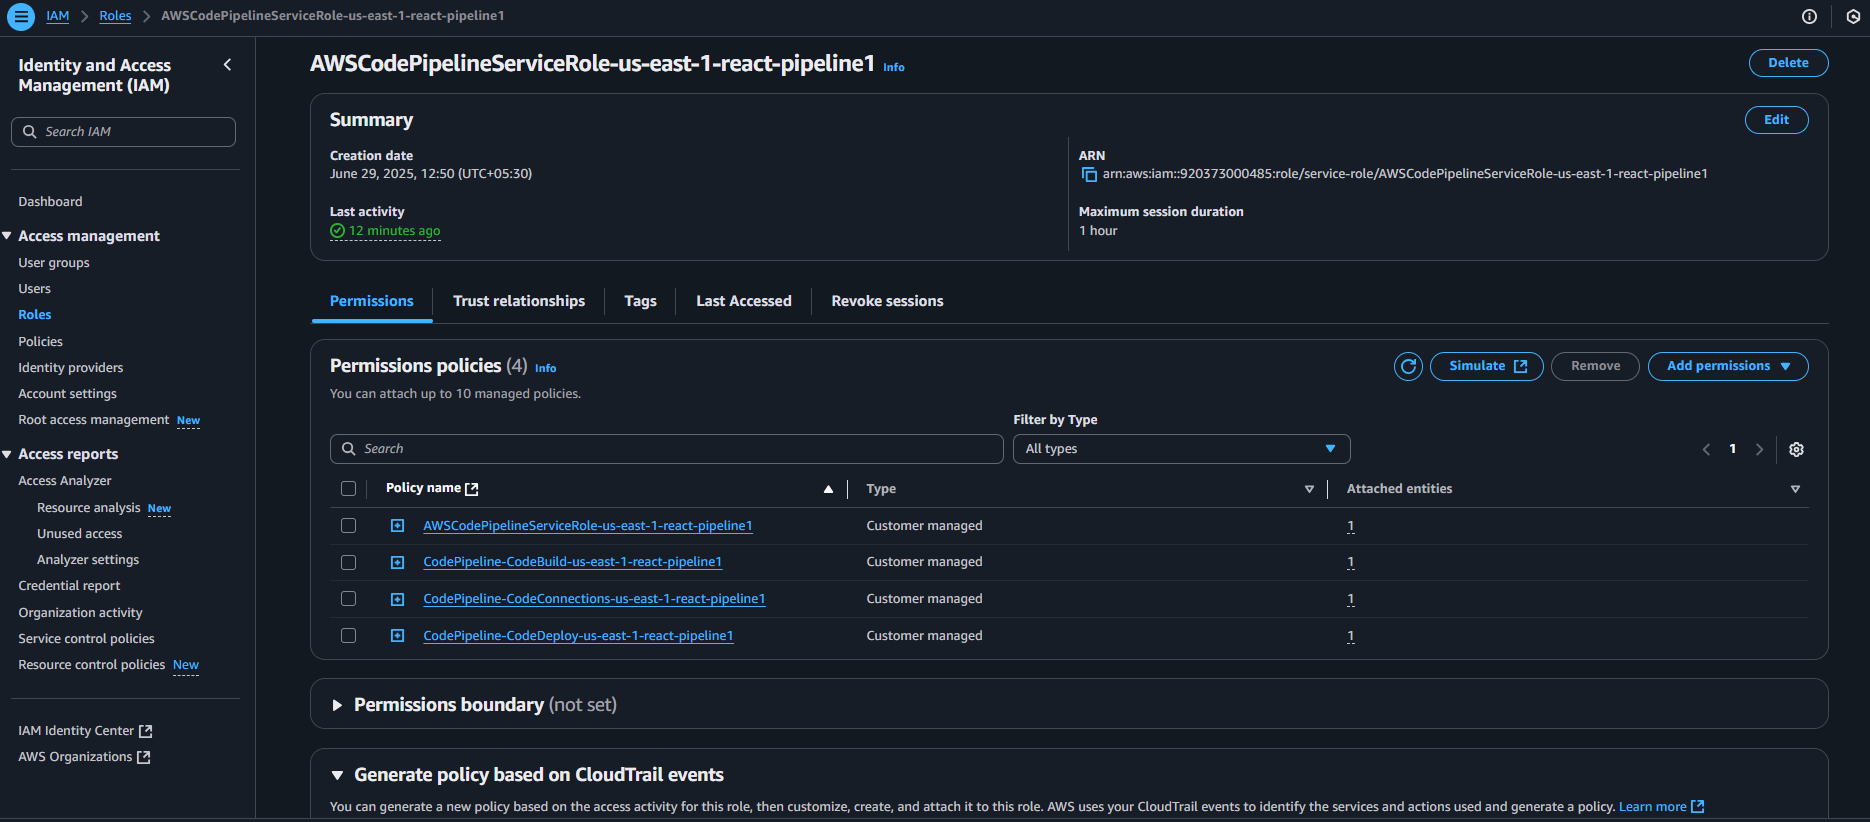 IAM > Roles > AWSCodePipelineServiceRole-us-east-1-react-pipeline1
Identity and Access
Management (IAM)
Search IAM
Dashboard
Access management
User groups
Users
Roles
Policies
Identity providers
Account settings
Root access management New
Access reports
Access Analyzer
Resource analysis New
Unused access
Analyzer settings
Credential report
Organization activity
Service control policies
Resource control policies New
IAM Identity Center
AWS Organizations
AWSCodePipelineServiceRole-us-east-1-react-pipeline1 Info
Delete
Summary
Edit
Creation date
June 29, 2025, 12:50 (UTC+05:30)
ARN
arn:aws:iam::920373000485:role/service-role/AWSCodePipelineServiceRole-us-east-1-react-pipeline1
Last activity
12 minutes ago
Maximum session duration
1 hour
Permissions Trust relationships Tags Last Accessed Revoke sessions
Permissions policies (4) Info
Simulate Remove Add permissions
You can attach up to 10 managed policies.
Filter by Type
Search
All types
1
Policy name Type Attached entities
AWSCodePipelineServiceRole-us-east-1-react-pipeline1 Customer managed 1
CodePipeline-CodeBuild-us-east-1-react-pipeline1 Customer managed 1
CodePipeline-CodeConnections-us-east-1-react-pipeline1 Customer managed 1
CodePipeline-CodeDeploy-us-east-1-react-pipeline1 Customer managed 1
Permissions boundary (not set)
Generate policy based on CloudTrail events
You can generate a new policy based on the access activity for this role, then customize, create, and attach it to this role. AWS uses your CloudTrail events to identify the services and actions used and generate a policy. Learn more